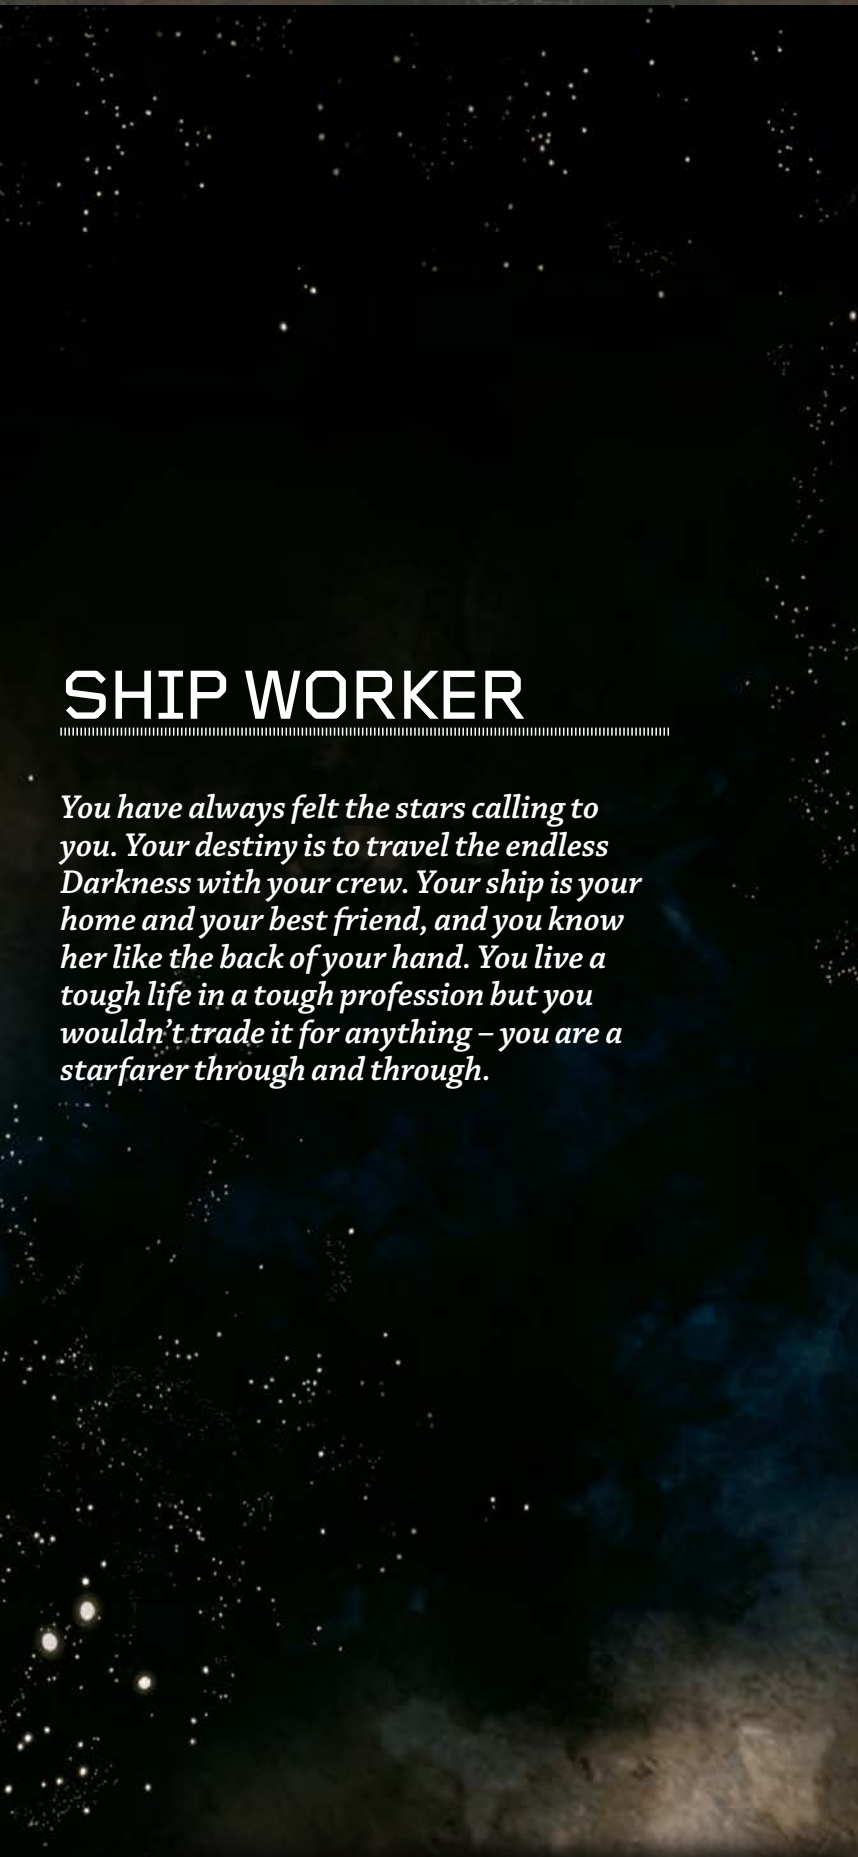 SHIP WORKER
You have always felt the stars calling to
you. Your destiny is to travel the endless
Darkness with your crew. Your ship is your
home and your best friend, and you know
her like the back of your hand. You live a
tough life in a tough profession but you
wouldn’t trade it for anything – you are a
starfarer through and through.